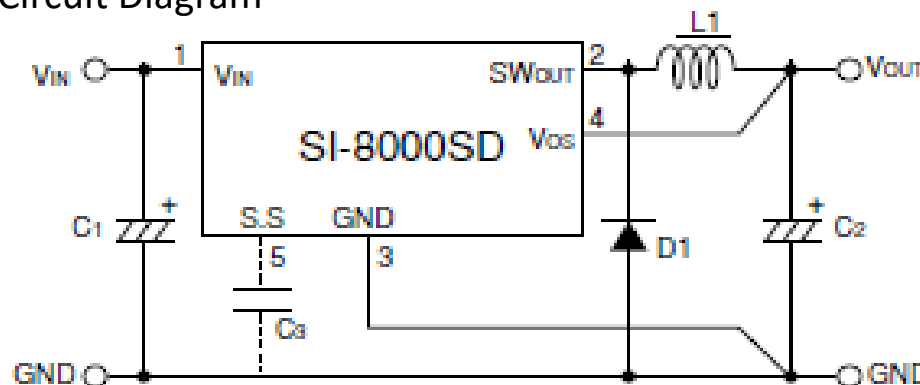 Circuit Diagram
L1
1
2
VIN
VIN
SWOUT
VOUT
4
SI-8000SD
VOS
+
+
C1
S.S
GND
C2
5
3
D1
C3
GND
GND